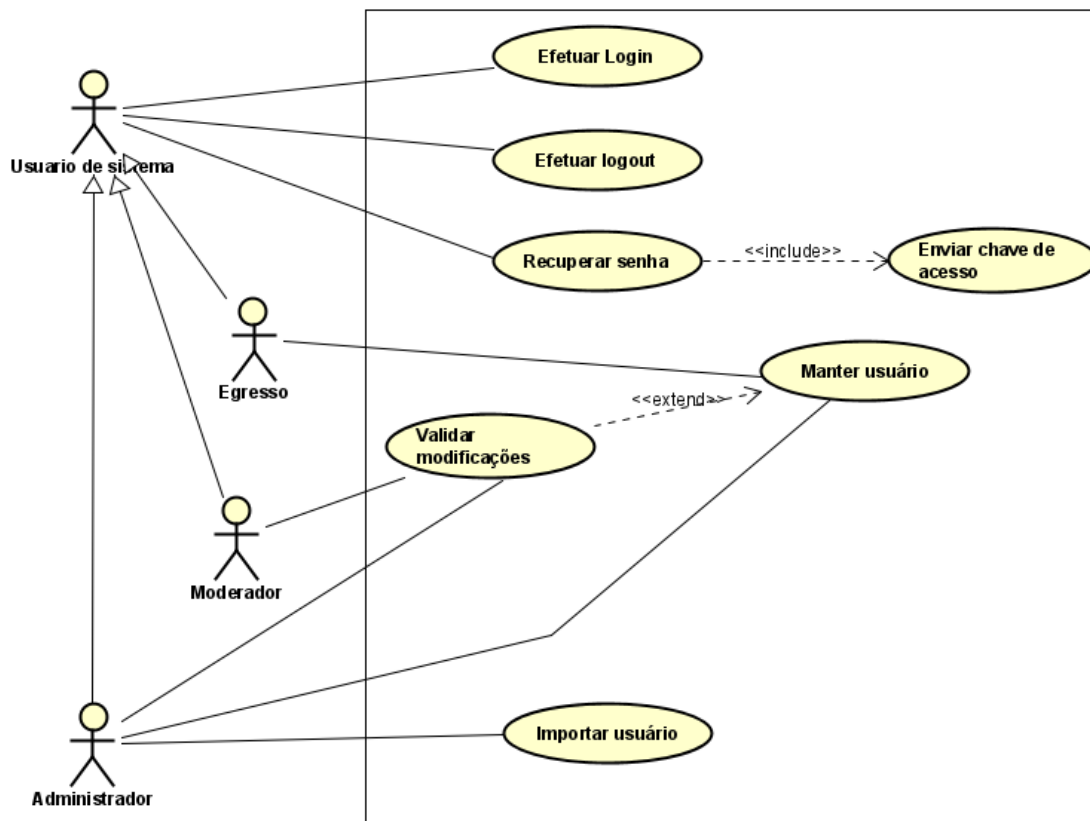 Efetuar Login
Usuario de sistema
Efetuar logout
Recuperar senha
<<include>>
Enviar chave de
acesso
Egresso
Manter usuário
<<extend>>
Validar
modificações
Moderador
Importar usuário
Administrador